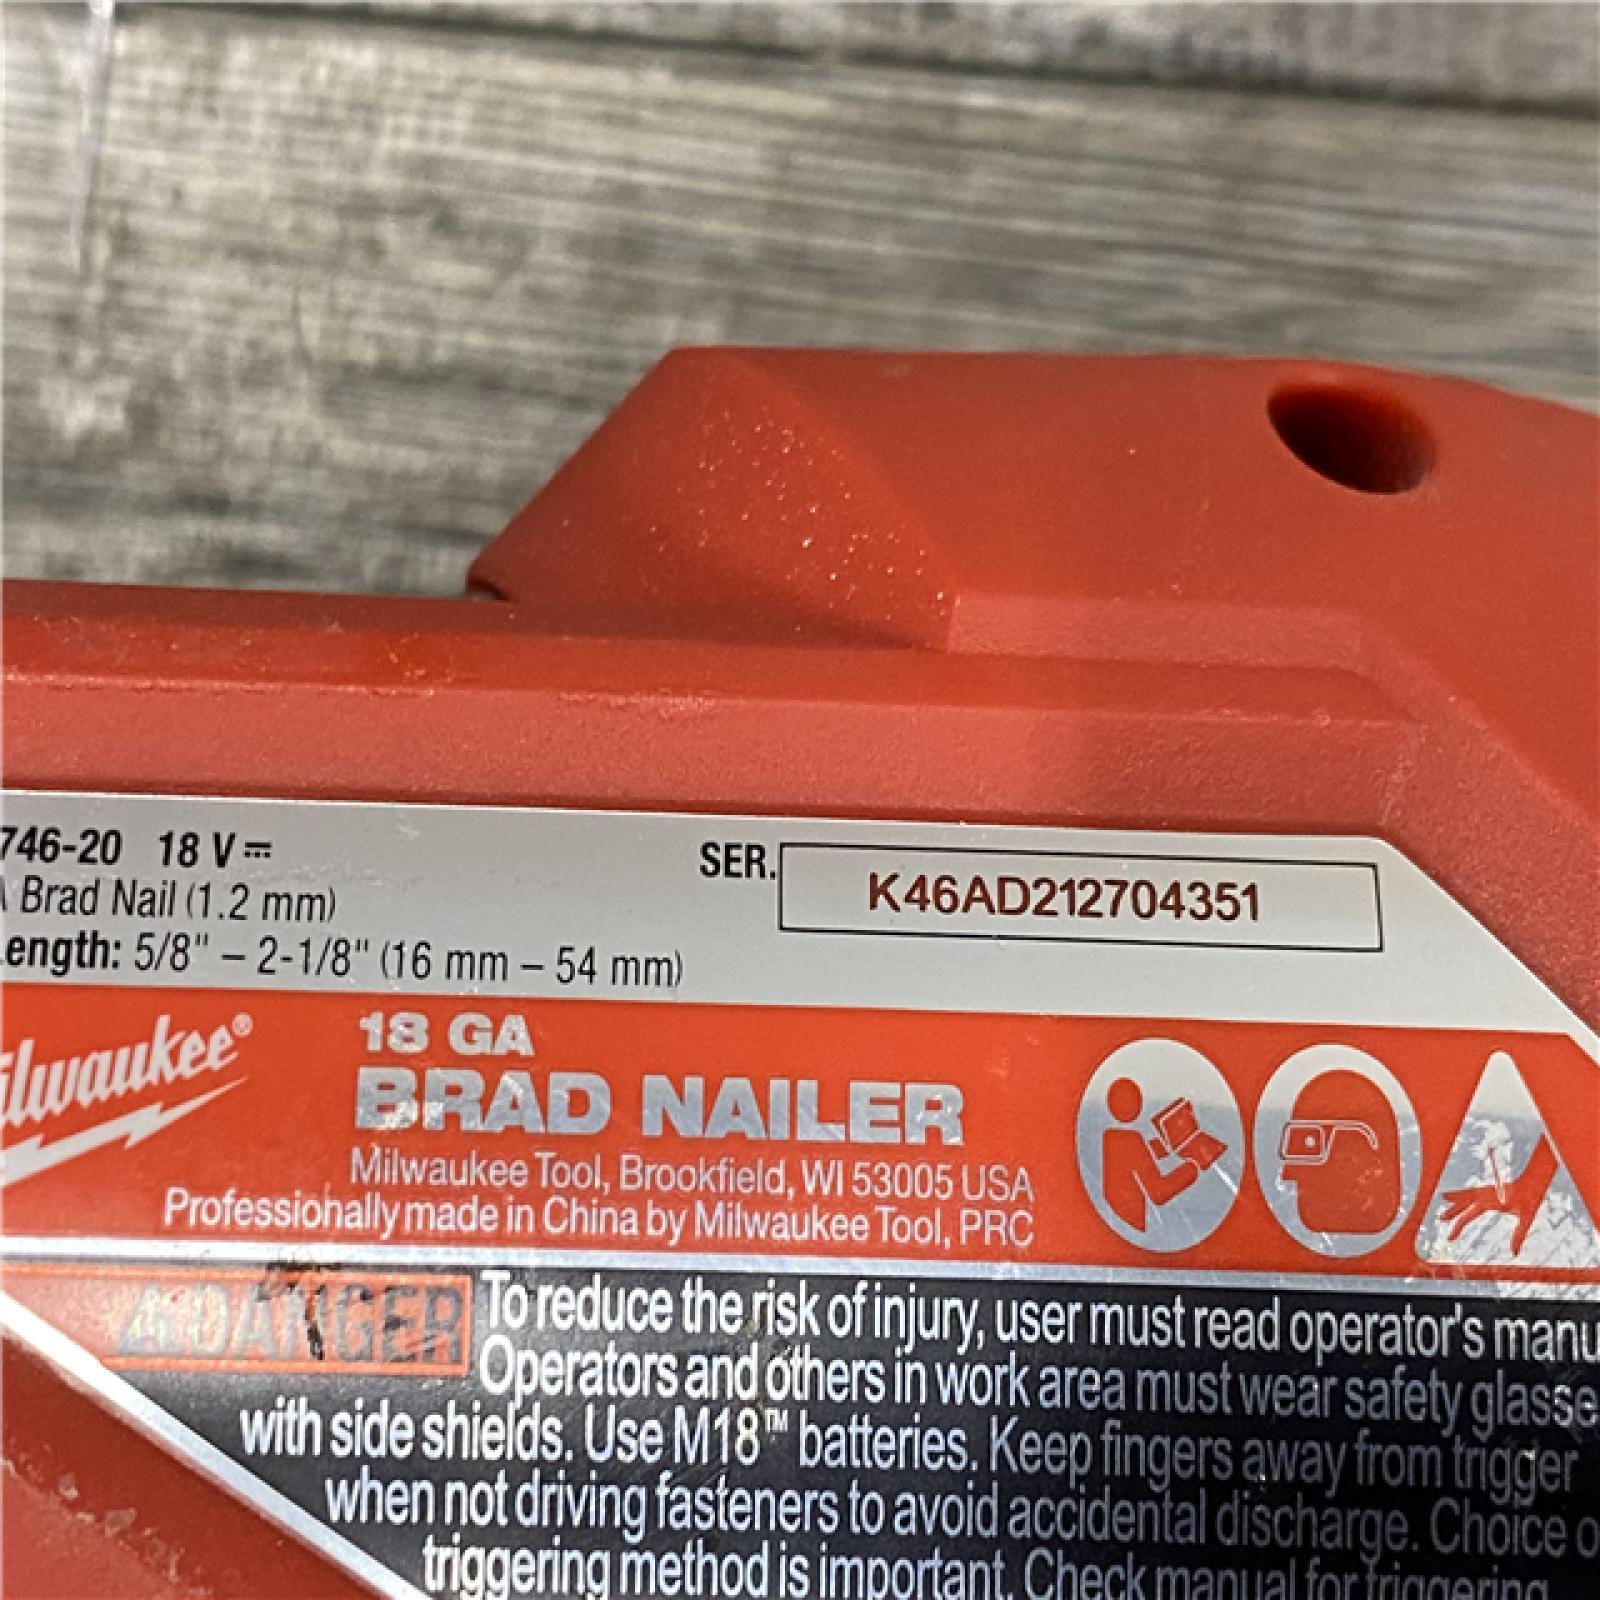 746-20 18 V
SER. K46AD212704351
Brad Nail (1.2 mm)
Length: 5/8" – 2-1/8" (16 mm – 54 mm)
Milwaukee®
18 GA
BRAD NAILER
Milwaukee Tool, Brookfield, WI 53005 USA
Professionally made in China by Milwaukee Tool, PRC
DANGER To reduce the risk of injury, user must read operator's manu
Operators and others in work area must wear safety glasse
with side shields. Use M18™ batteries. Keep fingers away from trigger
when not driving fasteners to avoid accidental discharge. Choice o
triggering method is important. Check manual for triggering